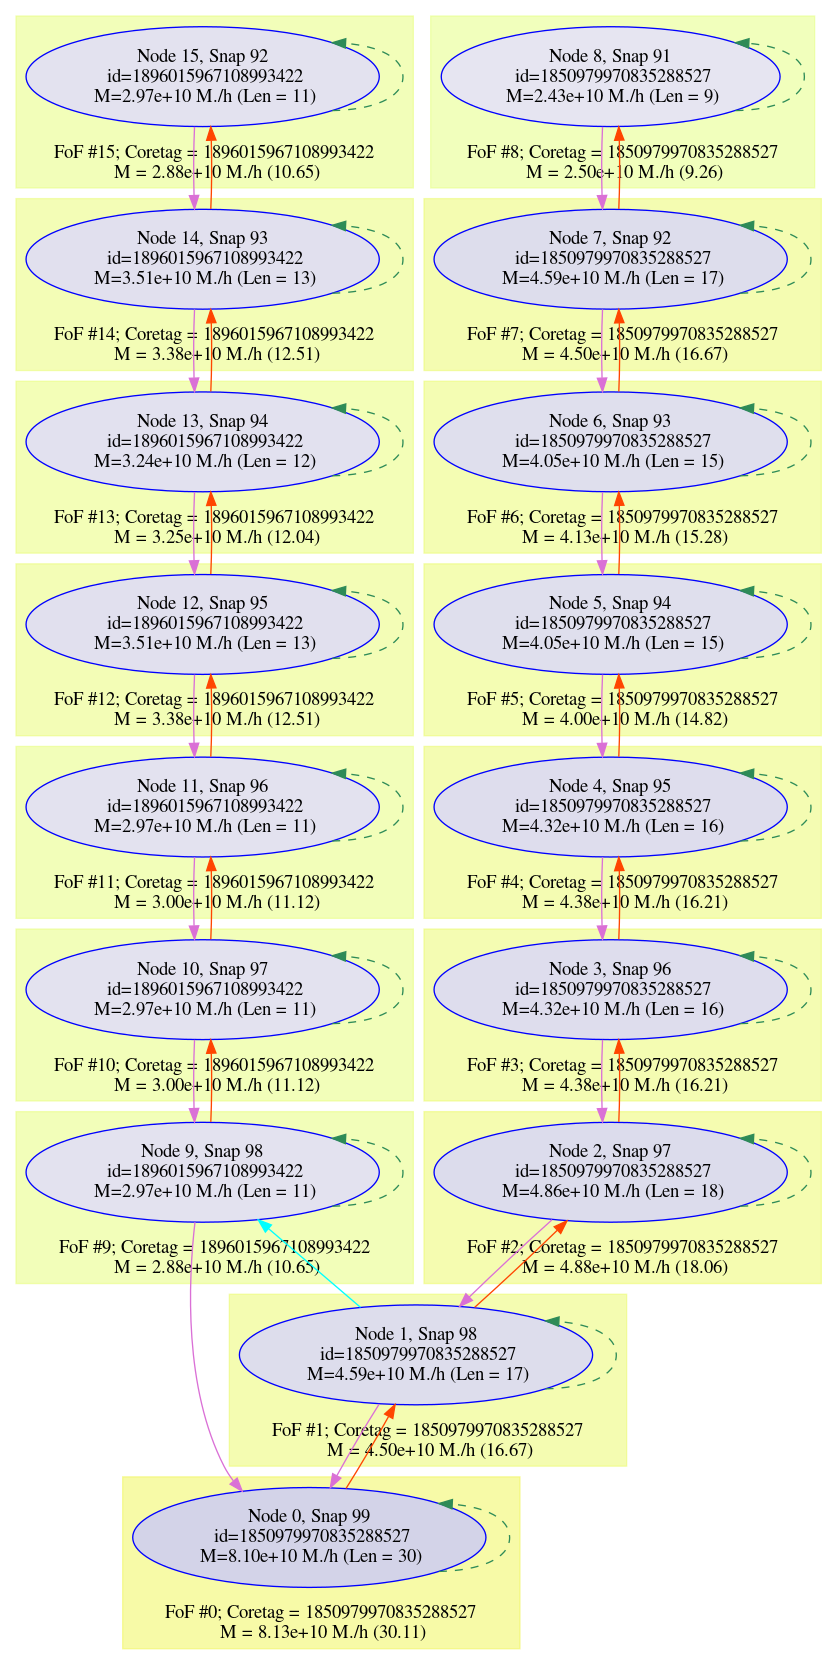 Node 15, Snap 92
id=1896015967108993422
M=2.97e+10 M./h (Len = 11)
FoF #15; Coretag = 1896015967108993422
M = 2.88e+10 M./h (10.65)
Node 8, Snap 91
id=1850979970835288527
M=2.43e+10 M./h (Len = 9)
FoF #8; Coretag = 1850979970835288527
M = 2.50e+10 M./h (9.26)
Node 14, Snap 93
id=1896015967108993422
M=3.51e+10 M./h (Len = 13)
FoF #14; Coretag = 1896015967108993422
M = 3.38e+10 M./h (12.51)
Node 7, Snap 92
id=1850979970835288527
M=4.59e+10 M./h (Len = 17)
FoF #7; Coretag = 1850979970835288527
M = 4.50e+10 M./h (16.67)
Node 13, Snap 94
id=1896015967108993422
M=3.24e+10 M./h (Len = 12)
FoF #13; Coretag = 1896015967108993422
M = 3.25e+10 M./h (12.04)
Node 6, Snap 93
id=1850979970835288527
M=4.05e+10 M./h (Len = 15)
FoF #6; Coretag = 1850979970835288527
M = 4.13e+10 M./h (15.28)
Node 12, Snap 95
id=1896015967108993422
M=3.51e+10 M./h (Len = 13)
FoF #12; Coretag = 1896015967108993422
M = 3.38e+10 M./h (12.51)
Node 5, Snap 94
id=1850979970835288527
M=4.05e+10 M./h (Len = 15)
FoF #5; Coretag = 1850979970835288527
M = 4.00e+10 M./h (14.82)
Node 11, Snap 96
id=1896015967108993422
M=2.97e+10 M./h (Len = 11)
FoF #11; Coretag = 1896015967108993422
M = 3.00e+10 M./h (11.12)
Node 4, Snap 95
id=1850979970835288527
M=4.32e+10 M./h (Len = 16)
FoF #4; Coretag = 1850979970835288527
M = 4.38e+10 M./h (16.21)
Node 10, Snap 97
id=1896015967108993422
M=2.97e+10 M./h (Len = 11)
FoF #10; Coretag = 1896015967108993422
M = 3.00e+10 M./h (11.12)
Node 3, Snap 96
id=1850979970835288527
M=4.32e+10 M./h (Len = 16)
FoF #3; Coretag = 1850979970835288527
M = 4.38e+10 M./h (16.21)
Node 9, Snap 98
id=1896015967108993422
M=2.97e+10 M./h (Len = 11)
FoF #9; Coretag = 1896015967108993422
M = 2.88e+10 M./h (10.65)
Node 2, Snap 97
id=1850979970835288527
M=4.86e+10 M./h (Len = 18)
FoF #2; Coretag = 1850979970835288527
M = 4.88e+10 M./h (18.06)
Node 1, Snap 98
id=1850979970835288527
M=4.59e+10 M./h (Len = 17)
FoF #1; Coretag = 1850979970835288527
M = 4.50e+10 M./h (16.67)
Node 0, Snap 99
id=1850979970835288527
M=8.10e+10 M./h (Len = 30)
FoF #0; Coretag = 1850979970835288527
M = 8.13e+10 M./h (30.11)